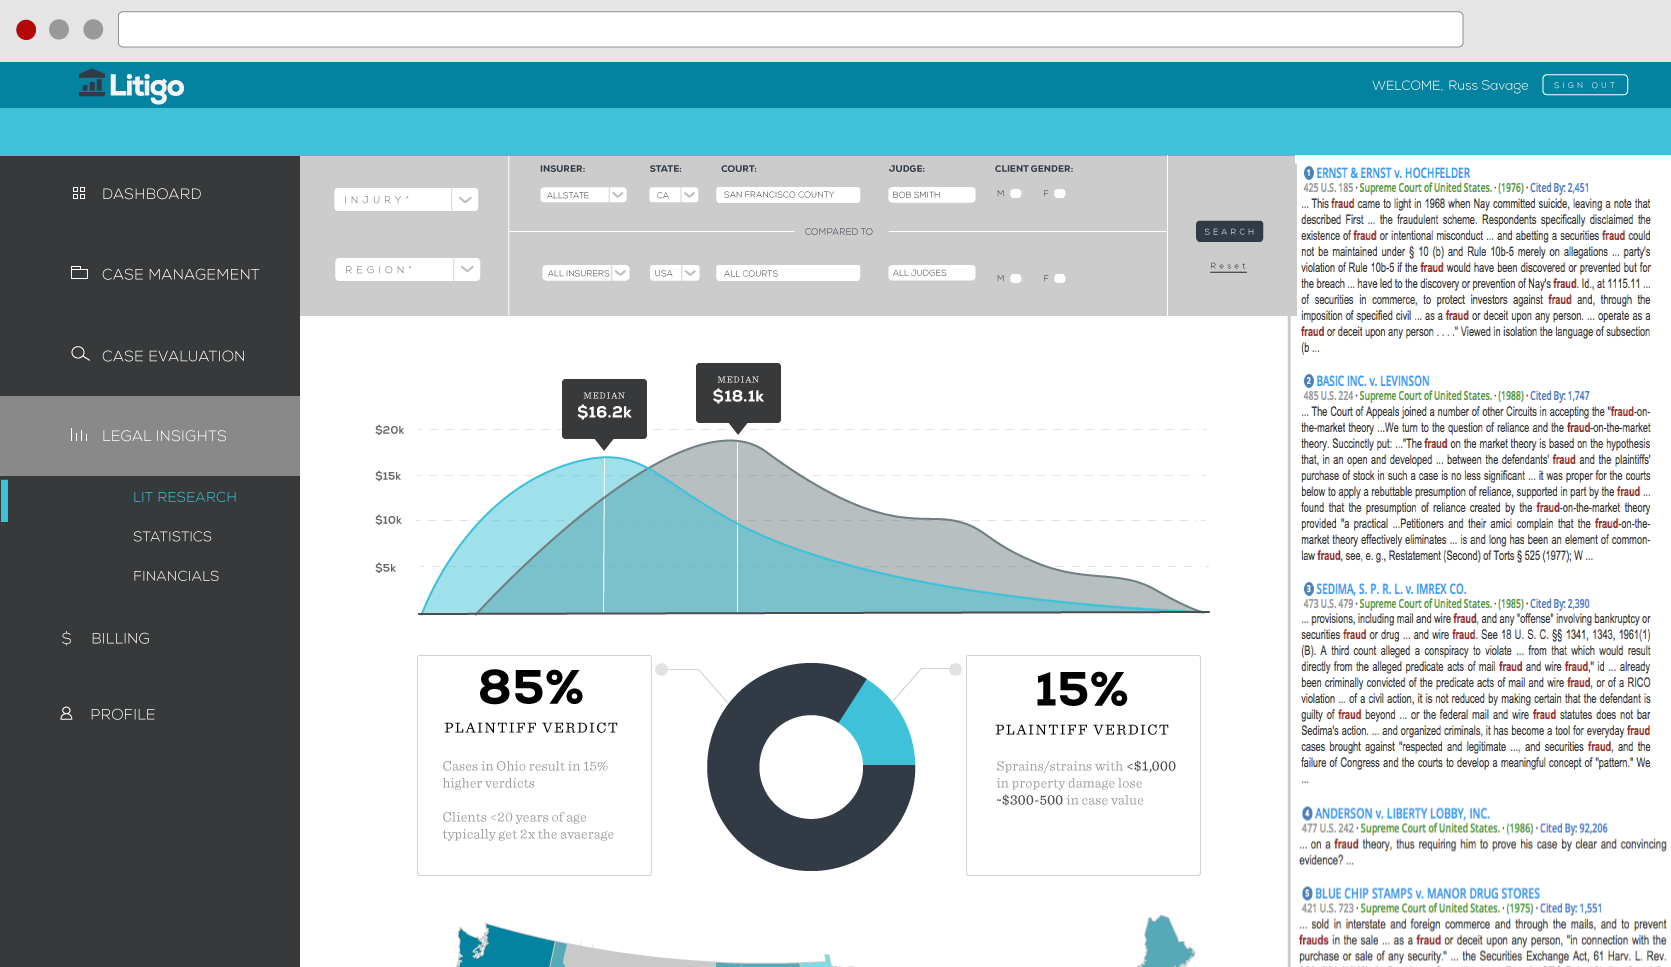 Litigo
WELCOME, Russ Savage
SIGN OUT
DASHBOARD
CASE MANAGEMENT
CASE EVALUATION
LEGAL INSIGHTS
LIT RESEARCH
STATISTICS
FINANCIALS
$ BILLING
PROFILE
INJURY*
REGION*
INSURER: STATE: COURT: JUDGE: CLIENT GENDER:
ALLSTATE CA SAN FRANCISCO COUNTY BOB SMITH M F
COMPARED TO
ALL INSURERS USA ALL COURTS ALL JUDGES M F
SEARCH
Reset
MEDIAN
$16.2k
MEDIAN
$18.1k
$20k
$15k
$10k
$5k
85%
PLAINTIFF VERDICT
Cases in Ohio result in 15%
higher verdicts
Clients <20 years of age
typically get 2x the avaerage
15%
PLAINTIFF VERDICT
Sprains/strains with <$1,000
in property damage lose
~$300-500 in case value
1 ERNST & ERNST v. HOCHFELDER
425 U.S. 185 · Supreme Court of United States. · (1976) · Cited By: 2,451
... This fraud came to light in 1968 when Nay committed suicide, leaving a note that
described First ... the fraudulent scheme. Respondents specifically disclaimed the
existence of fraud or intentional misconduct ... and abetting a securities fraud could
not be maintained under § 10 (b) and Rule 10b-5 merely on allegations ... party's
violation of Rule 10b-5 if the fraud would have been discovered or prevented but for
the breach ... have led to the discovery or prevention of Nay's fraud. Id., at 1115.11 ...
of securities in commerce, to protect investors against fraud and, through the
imposition of specified civil ... as a fraud or deceit upon any person. ... operate as a
fraud or deceit upon any person . . . ." Viewed in isolation the language of subsection
(b ...
2 BASIC INC. v. LEVINSON
485 U.S. 224 · Supreme Court of United States. · (1988) · Cited By: 1,747
... The Court of Appeals joined a number of other Circuits in accepting the "fraud-on-
the-market theory ...We turn to the question of reliance and the fraud-on-the-market
theory. Succinctly put: ..."The fraud on the market theory is based on the hypothesis
that, in an open and developed ... between the defendants' fraud and the plaintiffs'
purchase of stock in such a case is no less significant ... it was proper for the courts
below to apply a rebuttable presumption of reliance, supported in part by the fraud ...
found that the presumption of reliance created by the fraud-on-the-market theory
provided "a practical ...Petitioners and their amici complain that the fraud-on-the-
market theory effectively eliminates ... is and long has been an element of common-
law fraud, see, e. g., Restatement (Second) of Torts § 525 (1977); W ...
3 SEDIMA, S. P. R. L. v. IMREX CO.
473 U.S. 479 · Supreme Court of United States. · (1985) · Cited By: 2,390
... provisions, including mail and wire fraud, and any "offense" involving bankruptcy or
securities fraud or drug ... and wire fraud. See 18 U. S. C. §§ 1341, 1343, 1961(1)
(B). A third count alleged a conspiracy to violate ... from that which would result
directly from the alleged predicate acts of mail fraud and wire fraud," id ... already
been criminally convicted of the predicate acts of mail and wire fraud, or of a RICO
violation ... of a civil action, it is not reduced by making certain that the defendant is
guilty of fraud beyond ... or the federal mail and wire fraud statutes does not bar
Sedima's action. ... and organized criminals, it has become a tool for everyday fraud
cases brought against "respected and legitimate ..., and securities fraud, and the
failure of Congress and the courts to develop a meaningful concept of "pattern." We
...
4 ANDERSON v. LIBERTY LOBBY, INC.
477 U.S. 242 · Supreme Court of United States. · (1986) · Cited By: 92,206
... on a fraud theory, thus requiring him to prove his case by clear and convincing
evidence? ...
5 BLUE CHIP STAMPS v. MANOR DRUG STORES
421 U.S. 723 · Supreme Court of United States. · (1975) · Cited By: 1,551
... sold in interstate and foreign commerce and through the mails, and to prevent
frauds in the sale ... as a fraud or deceit upon any person, "in connection with the
purchase or sale of any security." ... the Securities Exchange Act, 61 Harv. L. Rev.